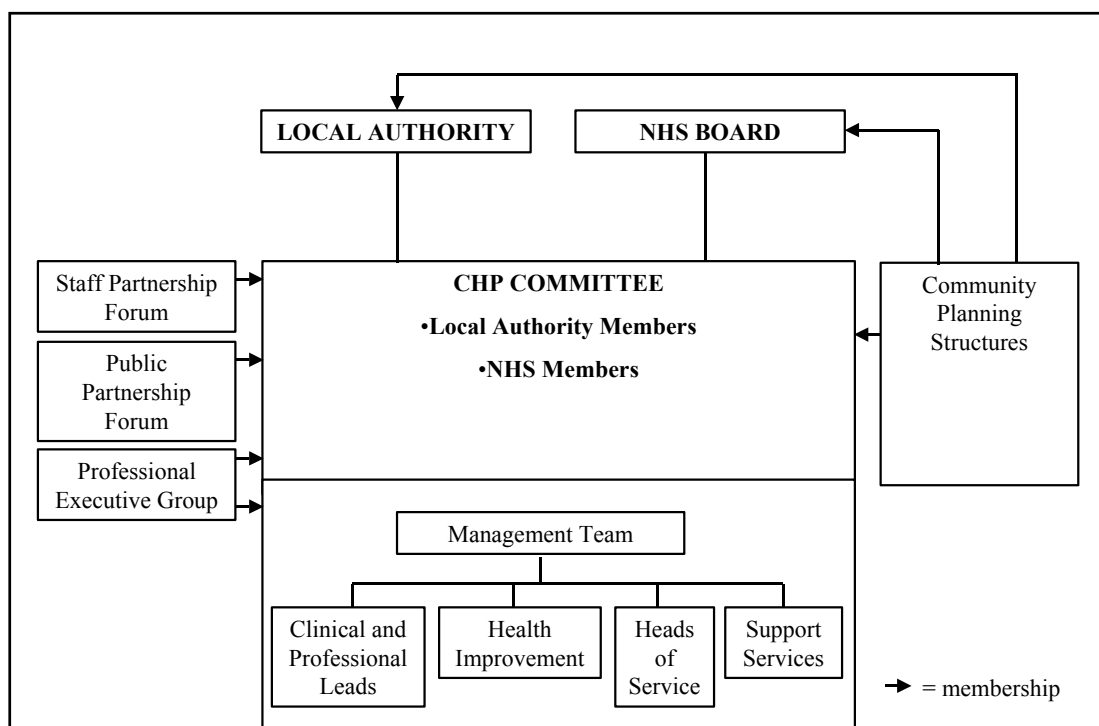 LOCAL AUTHORITY
NHS BOARD
Staff Partnership
Forum
Public
Partnership
Forum
Professional
Executive Group
CHP COMMITTEE
•Local Authority Members
•NHS Members
Community
Planning
Structures
Management Team
Clinical and
Professional
Leads
Health
Improvement
Heads
of
Service
Support
Services
= membership